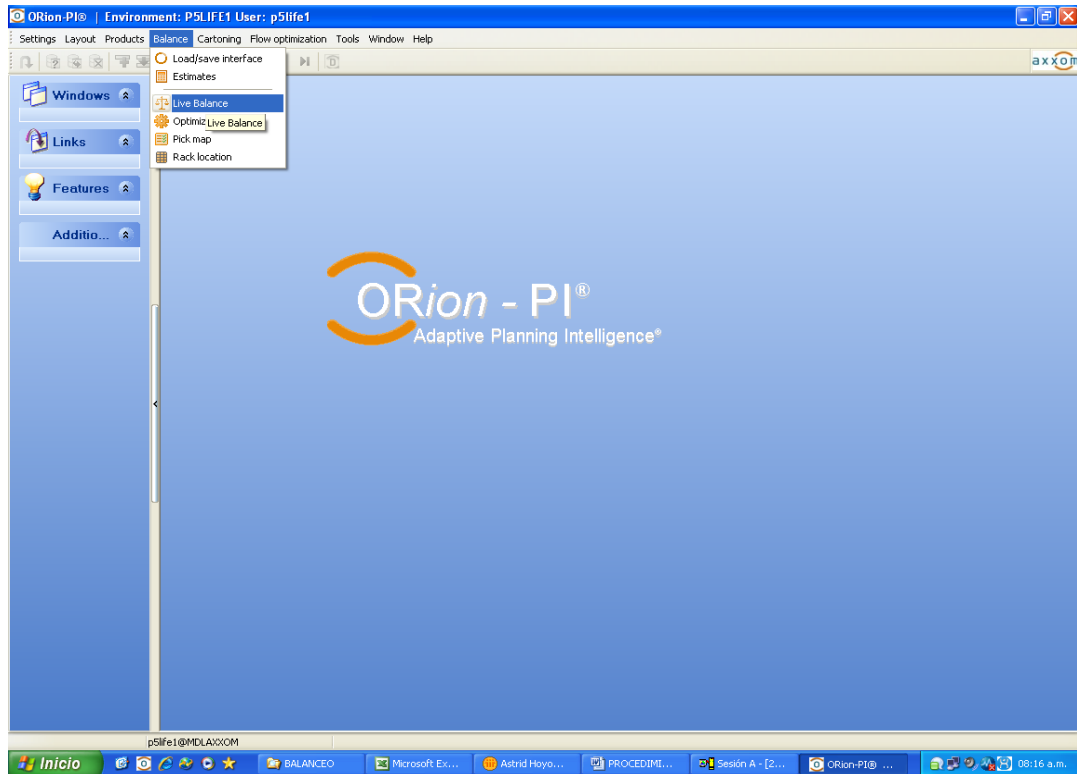 ORion-PI® | Environment: P5LIFE1 User: p5life1
Settings Layout Products Balance Cartoning Flow optimization Tools Window Help
axxom
Load/save interface
Estimates
Live Balance
Optimiz
Live Balance
Pick map
Rack location
Windows
Links
Features
Additio...
ORion - PI®
Adaptive Planning Intelligence®
p5life1@MDLAXXOM
Inicio BALANCEO Microsoft Ex... Astrid Hoyo... PROCEDIMI... Sesión A - [2... ORion-PI® ... 08:16 a.m.